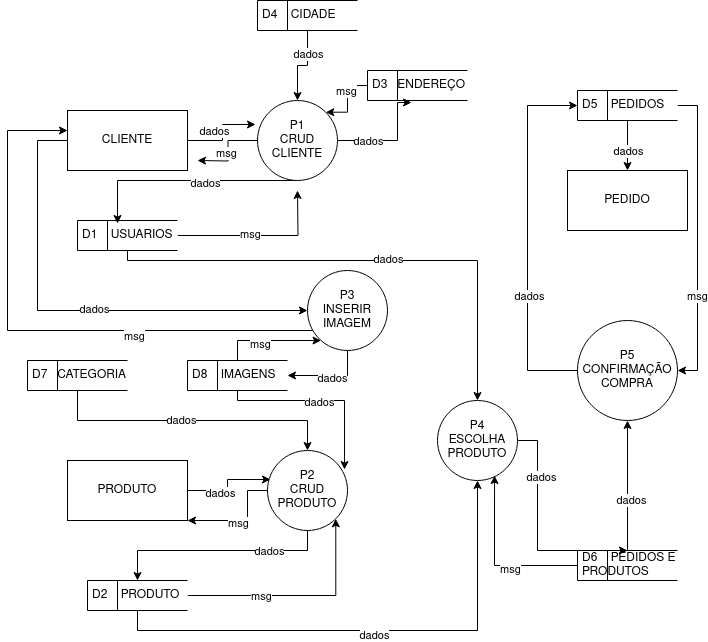 D4 CIDADE
dados
D3 ENDEREÇO
msg
D5 PEDIDOS
CLIENTE
dados
msg
P1
CRUD
CLIENTE
dados
dados
PEDIDO
dados
D1 USUARIOS
msg
dados
P3
INSERIR
IMAGEM
dados
msg
dados
msg
msg
P5
CONFIRMAÇÃO
COMPRA
D7 CATEGORIA
D8 IMAGENS
dados
dados
dados
P4
ESCOLHA
PRODUTO
PRODUTO
dados
msg
P2
CRUD
PRODUTO
dados
dados
dados
msg
D6 PEDIDOS E
PRODUTOS
D2 PRODUTO
msg
dados